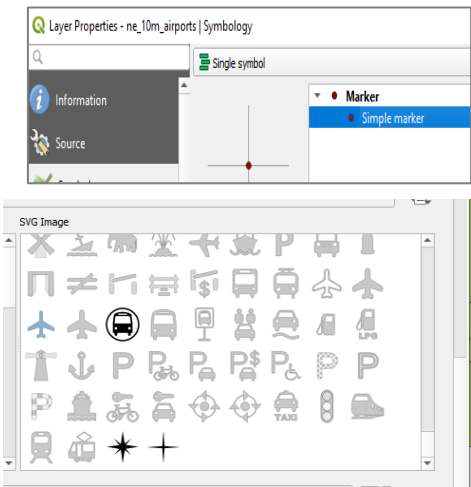 Layer Properties - ne_10m_airports | Symbology
Single symbol
Information
Marker
Simple marker
Source
SVG Image
P
$
LPG
P P P P$ P P P
P
TAXI